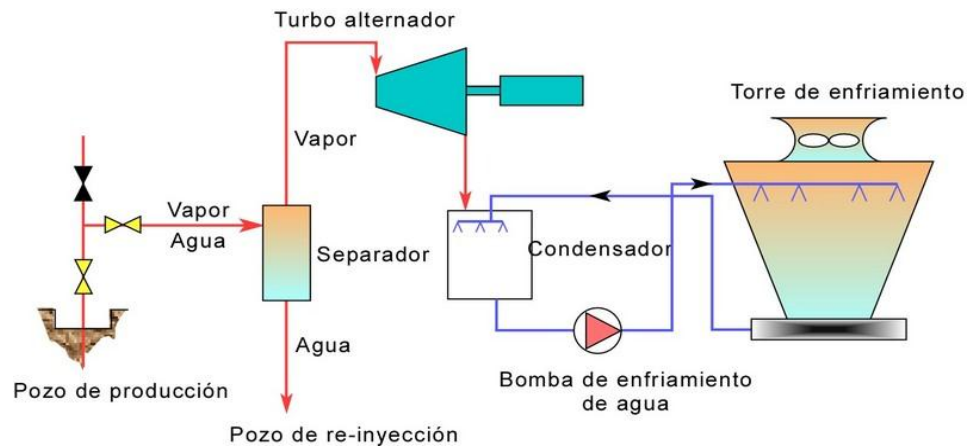 Turbo alternador
Torre de enfriamiento
Vapor
Vapor
Agua
Separador
Condensador
Agua
Pozo de producción
Bomba de enfriamiento
de agua
Pozo de re-inyección